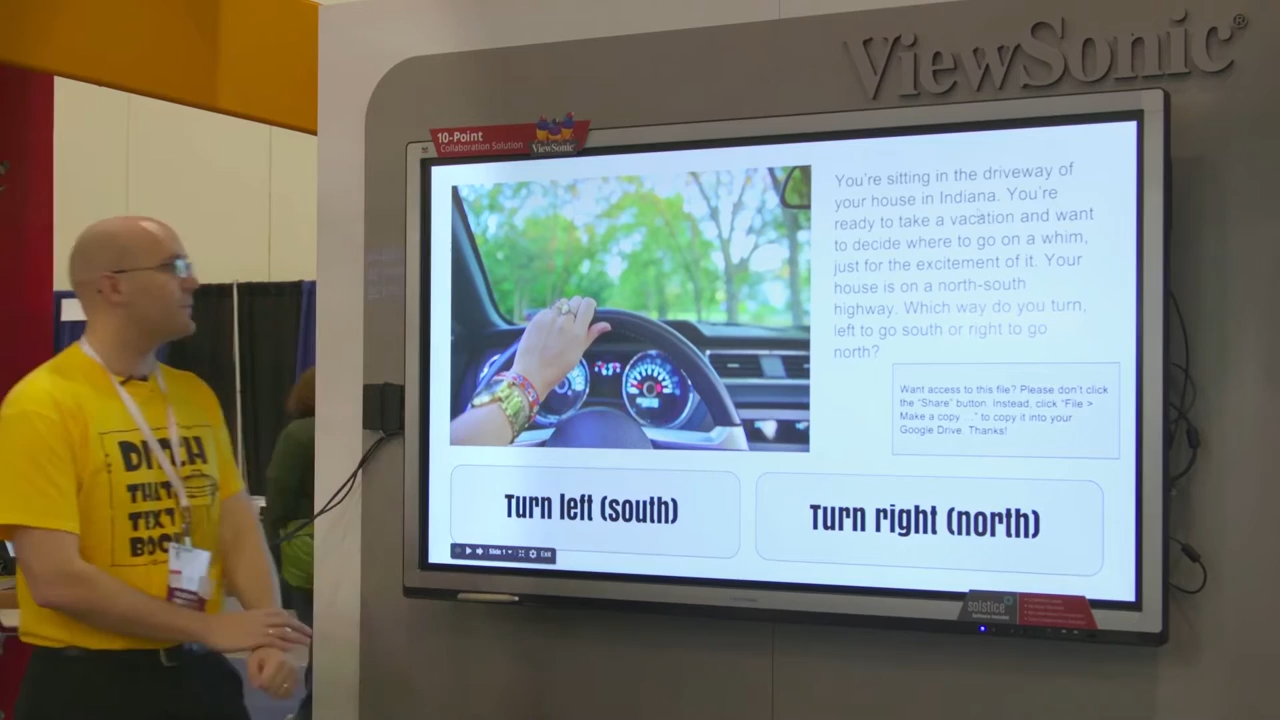 ViewSonic®
10-Point
Collaboration Solution
ViewSonic
You're sitting in the driveway of
your house in Indiana. You're
ready to take a vacation and want
to decide where to go on a whim,
just for the excitement of it. Your
house is on a north-south
highway. Which way do you turn,
left to go south or right to go
north?
Want access to this file? Please don't click
the "Share" button. Instead, click "File >
Make a copy ..." to copy it into your
Google Drive. Thanks!
Turn left (south)
Turn right (north)
Slide 1
Exit
solstice
DITCH
THAT
TEXT
BOOK